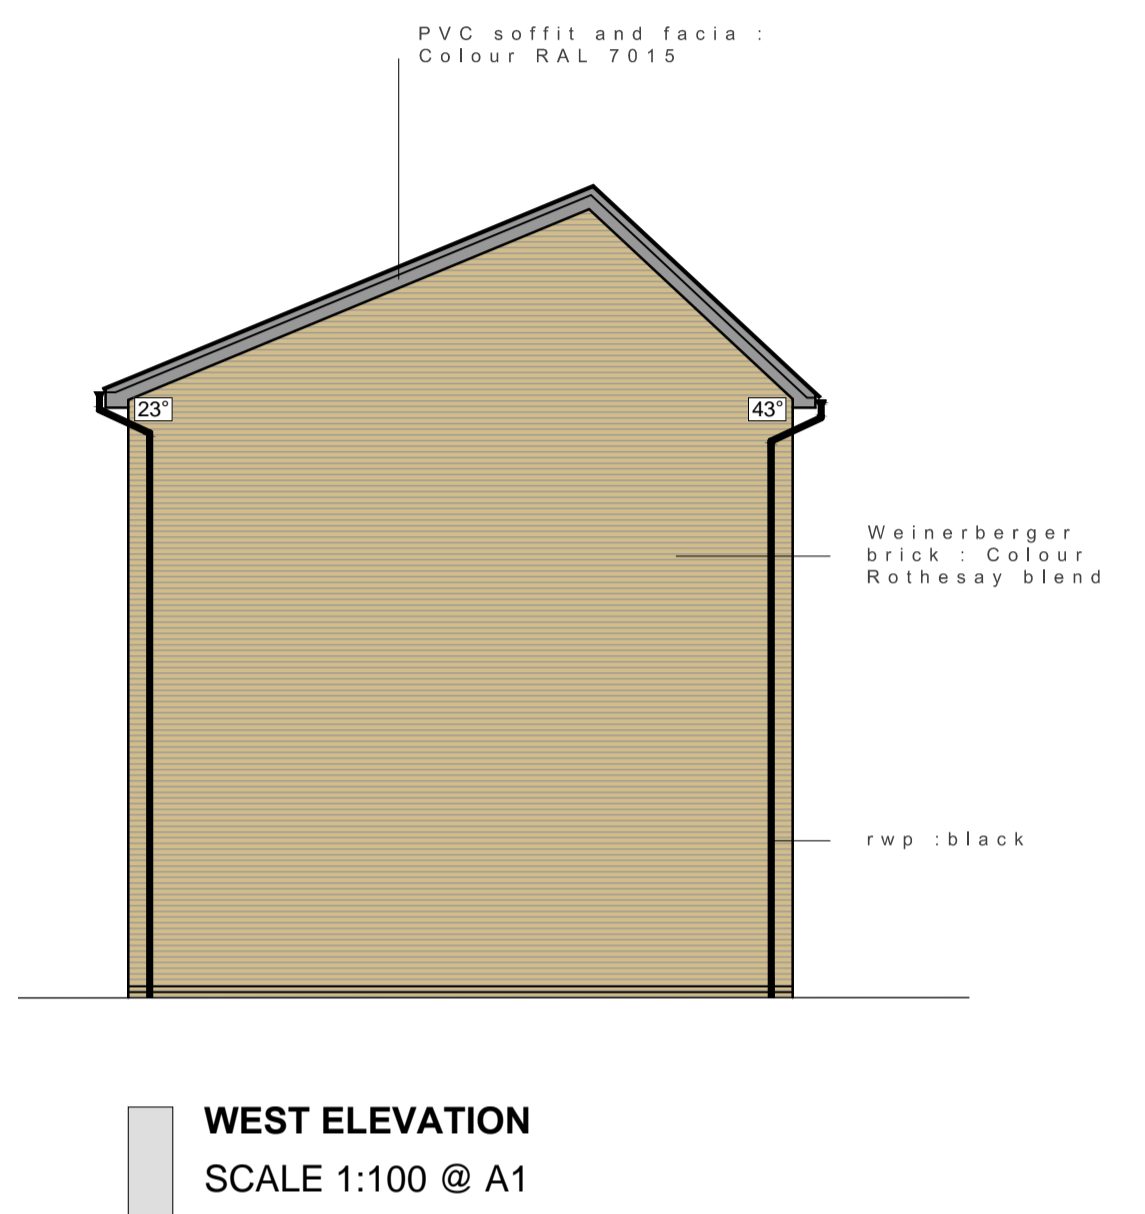 PVC soffit and facia :
Colour RAL 7015
23°
43°
Weinerberger
brick : Colour
Rothesay blend
rwp :black
WEST ELEVATION
SCALE 1:100 @ A1